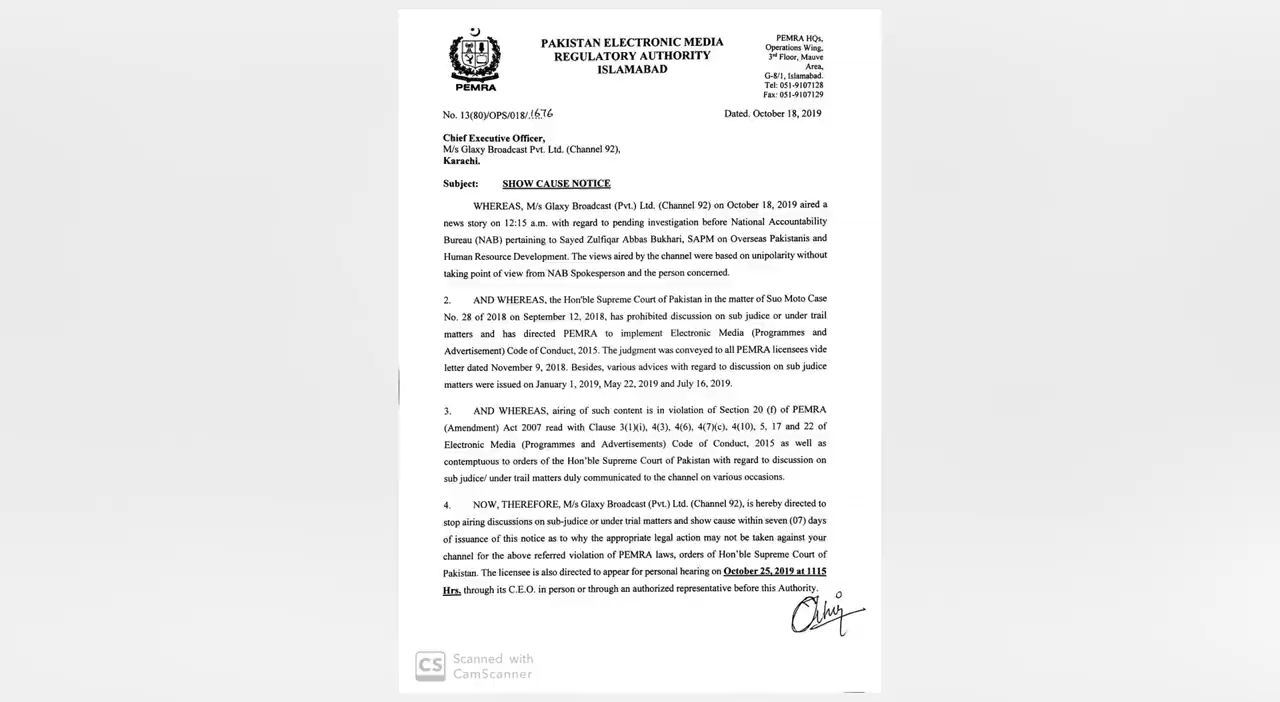 PEMRA
PAKISTAN ELECTRONIC MEDIA
REGULATORY AUTHORITY
ISLAMABAD
PEMRA HQs,
Operations Wing,
3rd Floor, Mauve
Area,
G-8/1, Islamabad.
Tel: 051-9107128
Fax: 051-9107129
No. 13(80)/OPS/018/.1676
Dated. October 18, 2019
Chief Executive Officer,
M/s Glaxy Broadcast Pvt. Ltd. (Channel 92),
Karachi.
Subject: SHOW CAUSE NOTICE
WHEREAS, M/s Glaxy Broadcast (Pvt.) Ltd. (Channel 92) on October 18, 2019 aired a
news story on 12:15 a.m. with regard to pending investigation before National Accountability
Bureau (NAB) pertaining to Sayed Zulfiqar Abbas Bukhari, SAPM on Overseas Pakistanis and
Human Resource Development. The views aired by the channel were based on unipolarity without
taking point of view from NAB Spokesperson and the person concerned.
2. AND WHEREAS, the Hon'ble Supreme Court of Pakistan in the matter of Suo Moto Case
No. 28 of 2018 on September 12, 2018, has prohibited discussion on sub judice or under trail
matters and has directed PEMRA to implement Electronic Media (Programmes and
Advertisement) Code of Conduct, 2015. The judgment was conveyed to all PEMRA licensees vide
letter dated November 9, 2018. Besides, various advices with regard to discussion on sub judice
matters were issued on January 1, 2019, May 22, 2019 and July 16, 2019.
3. AND WHEREAS, airing of such content is in violation of Section 20 (f) of PEMRA
(Amendment) Act 2007 read with Clause 3(1)(i), 4(3), 4(6), 4(7)(c), 4(10), 5, 17 and 22 of
Electronic Media (Programmes and Advertisements) Code of Conduct, 2015 as well as
contemptuous to orders of the Hon'ble Supreme Court of Pakistan with regard to discussion on
sub judice/ under trail matters duly communicated to the channel on various occasions.
4. NOW, THEREFORE, M/s Glaxy Broadcast (Pvt.) Ltd. (Channel 92), is hereby directed to
stop airing discussions on sub-judice or under trial matters and show cause within seven (07) days
of issuance of this notice as to why the appropriate legal action may not be taken against your
channel for the above referred violation of PEMRA laws, orders of Hon'ble Supreme Court of
Pakistan. The licensee is also directed to appear for personal hearing on October 25, 2019 at 1115
Hrs. through its C.E.O. in person or through an authorized representative before this Authority.
CS Scanned with
CamScanner